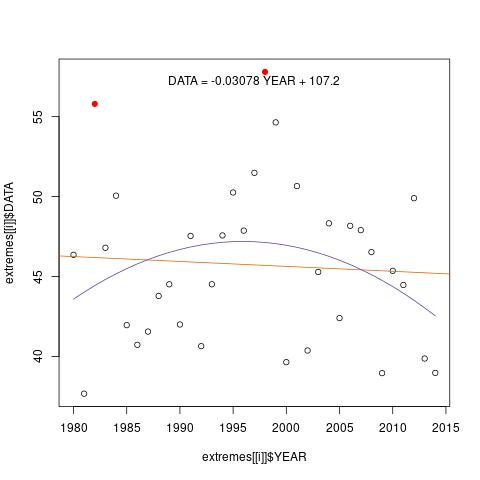 DATA = -0.03078 YEAR + 107.2
55
50
45
40
extremes[[i]]$DATA
1980 1985 1990 1995 2000 2005 2010 2015
extremes[[i]]$YEAR